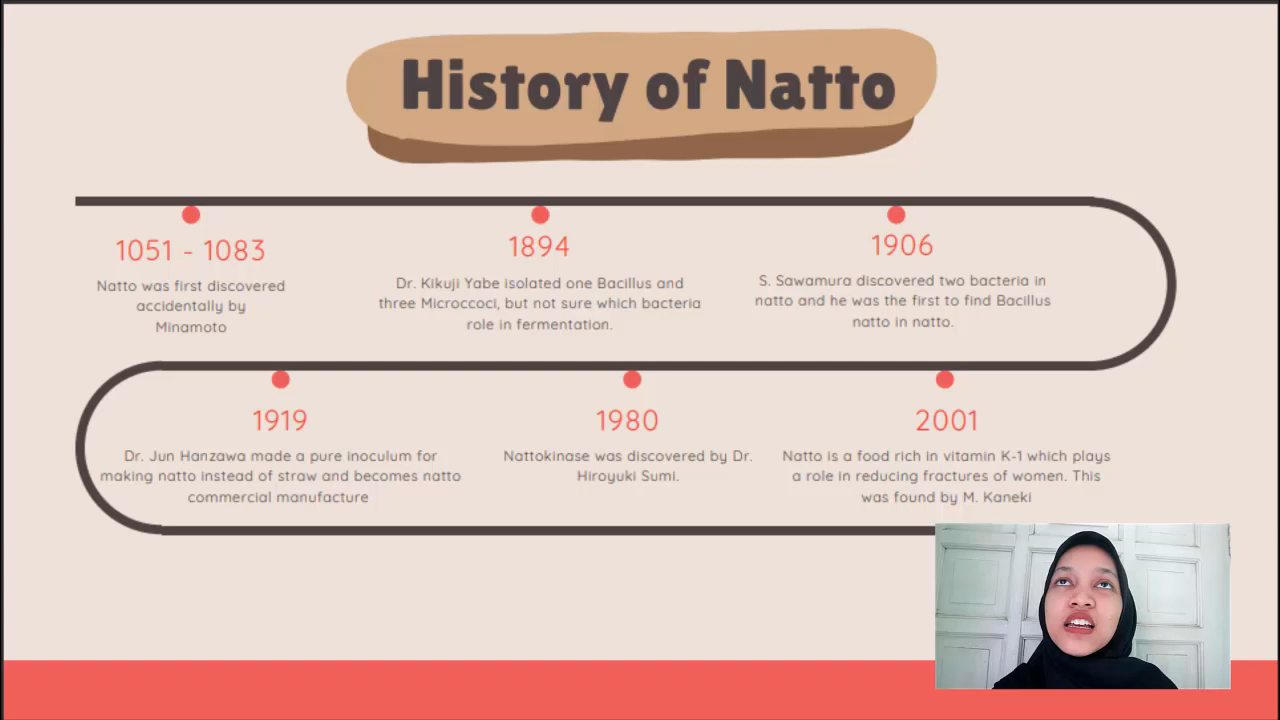 History of Natto
1051 - 1083
Natto was first discovered
accidentally by
Minamoto
1894
Dr. Kikuji Yabe isolated one Bacillus and
three Microccoci, but not sure which bacteria
role in fermentation.
1906
S. Sawamura discovered two bacteria in
natto and he was the first to find Bacillus
natto in natto.
1919
Dr. Jun Hanzawa made a pure inoculum for
making natto instead of straw and becomes natto
commercial manufacture
1980
Nattokinase was discovered by Dr.
Hiroyuki Sumi.
2001
Natto is a food rich in vitamin K-1 which plays
a role in reducing fractures of women. This
was found by M. Kaneki